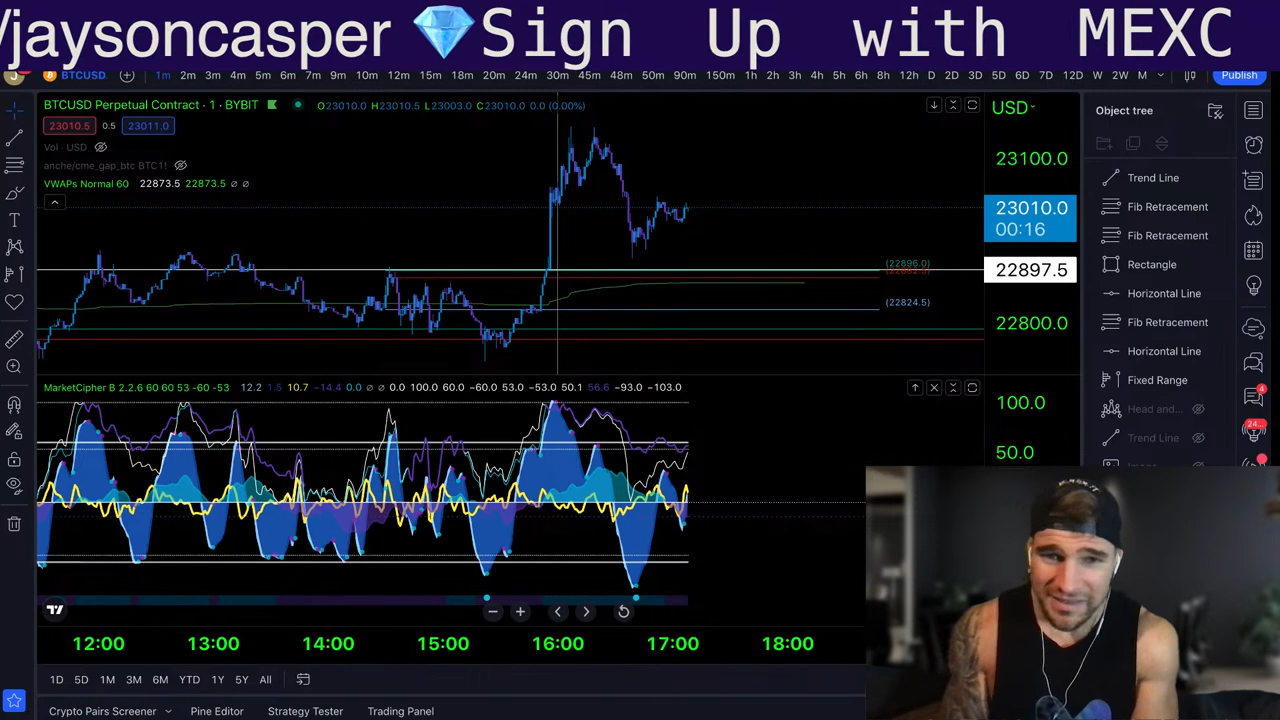 /jaysoncasper 💎Sign Up with MEXC
J BTCUSD 1m 2m 3m 4m 5m 6m 7m 9m 10m 12m 15m 16m 20m 24m 30m 45m 48m 50m 90m 150m 1h 2h 3h 4h 5h 6h 8h 12h D 2D 3D 5D 6D 7D 12D W 2W M Publish
BTCUSD Perpetual Contract · 1 · BYBIT O23010.0 H23010.5 L23003.0 C23010.0 0.0 (0.00%)
USD
Object tree
23010.5 0.5 23011.0
Vol · USD
anche/cme_gap_btc BTC1!
VWAPs Normal 60 22873.5 22873.5 ∅ ∅
23100.0
23010.0
00:16
(22896.0)
22897.5
(22824.5)
22800.0
Trend Line
Fib Retracement
Fib Retracement
Rectangle
Horizontal Line
Fib Retracement
Horizontal Line
Fixed Range
Head and...
Trend Line
MarketCipher B 2.2.6 60 60 53 -60 -53 12.2 1.5 10.7 −14.4 0.0 ∅ ∅ 0.0 100.0 60.0 −60.0 53.0 −53.0 50.1 56.6 −93.0 −103.0
100.0
50.0
4
24...
12:00 13:00 14:00 15:00 16:00 17:00 18:00
1D 5D 1M 3M 6M YTD 1Y 5Y All
Crypto Pairs Screener Pine Editor Strategy Tester Trading Panel